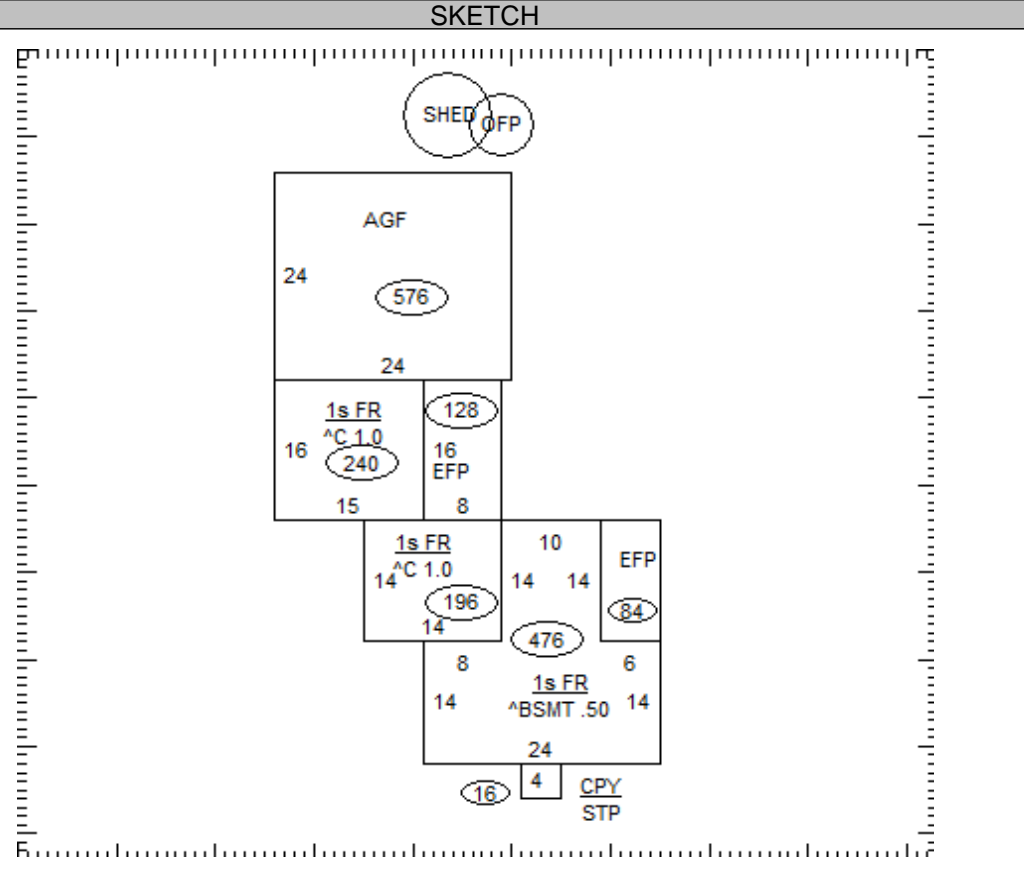 SKETCH
SHED
OFP
AGF
24
576
24
1s FR
^C 1.0
240
16
15
128
16
EFP
8
1s FR
^C 1.0
14
196
14
10
14 14
476
EFP
84
8
6
1s FR
^BSMT .50
14
14
24
4
16
CPY
STP